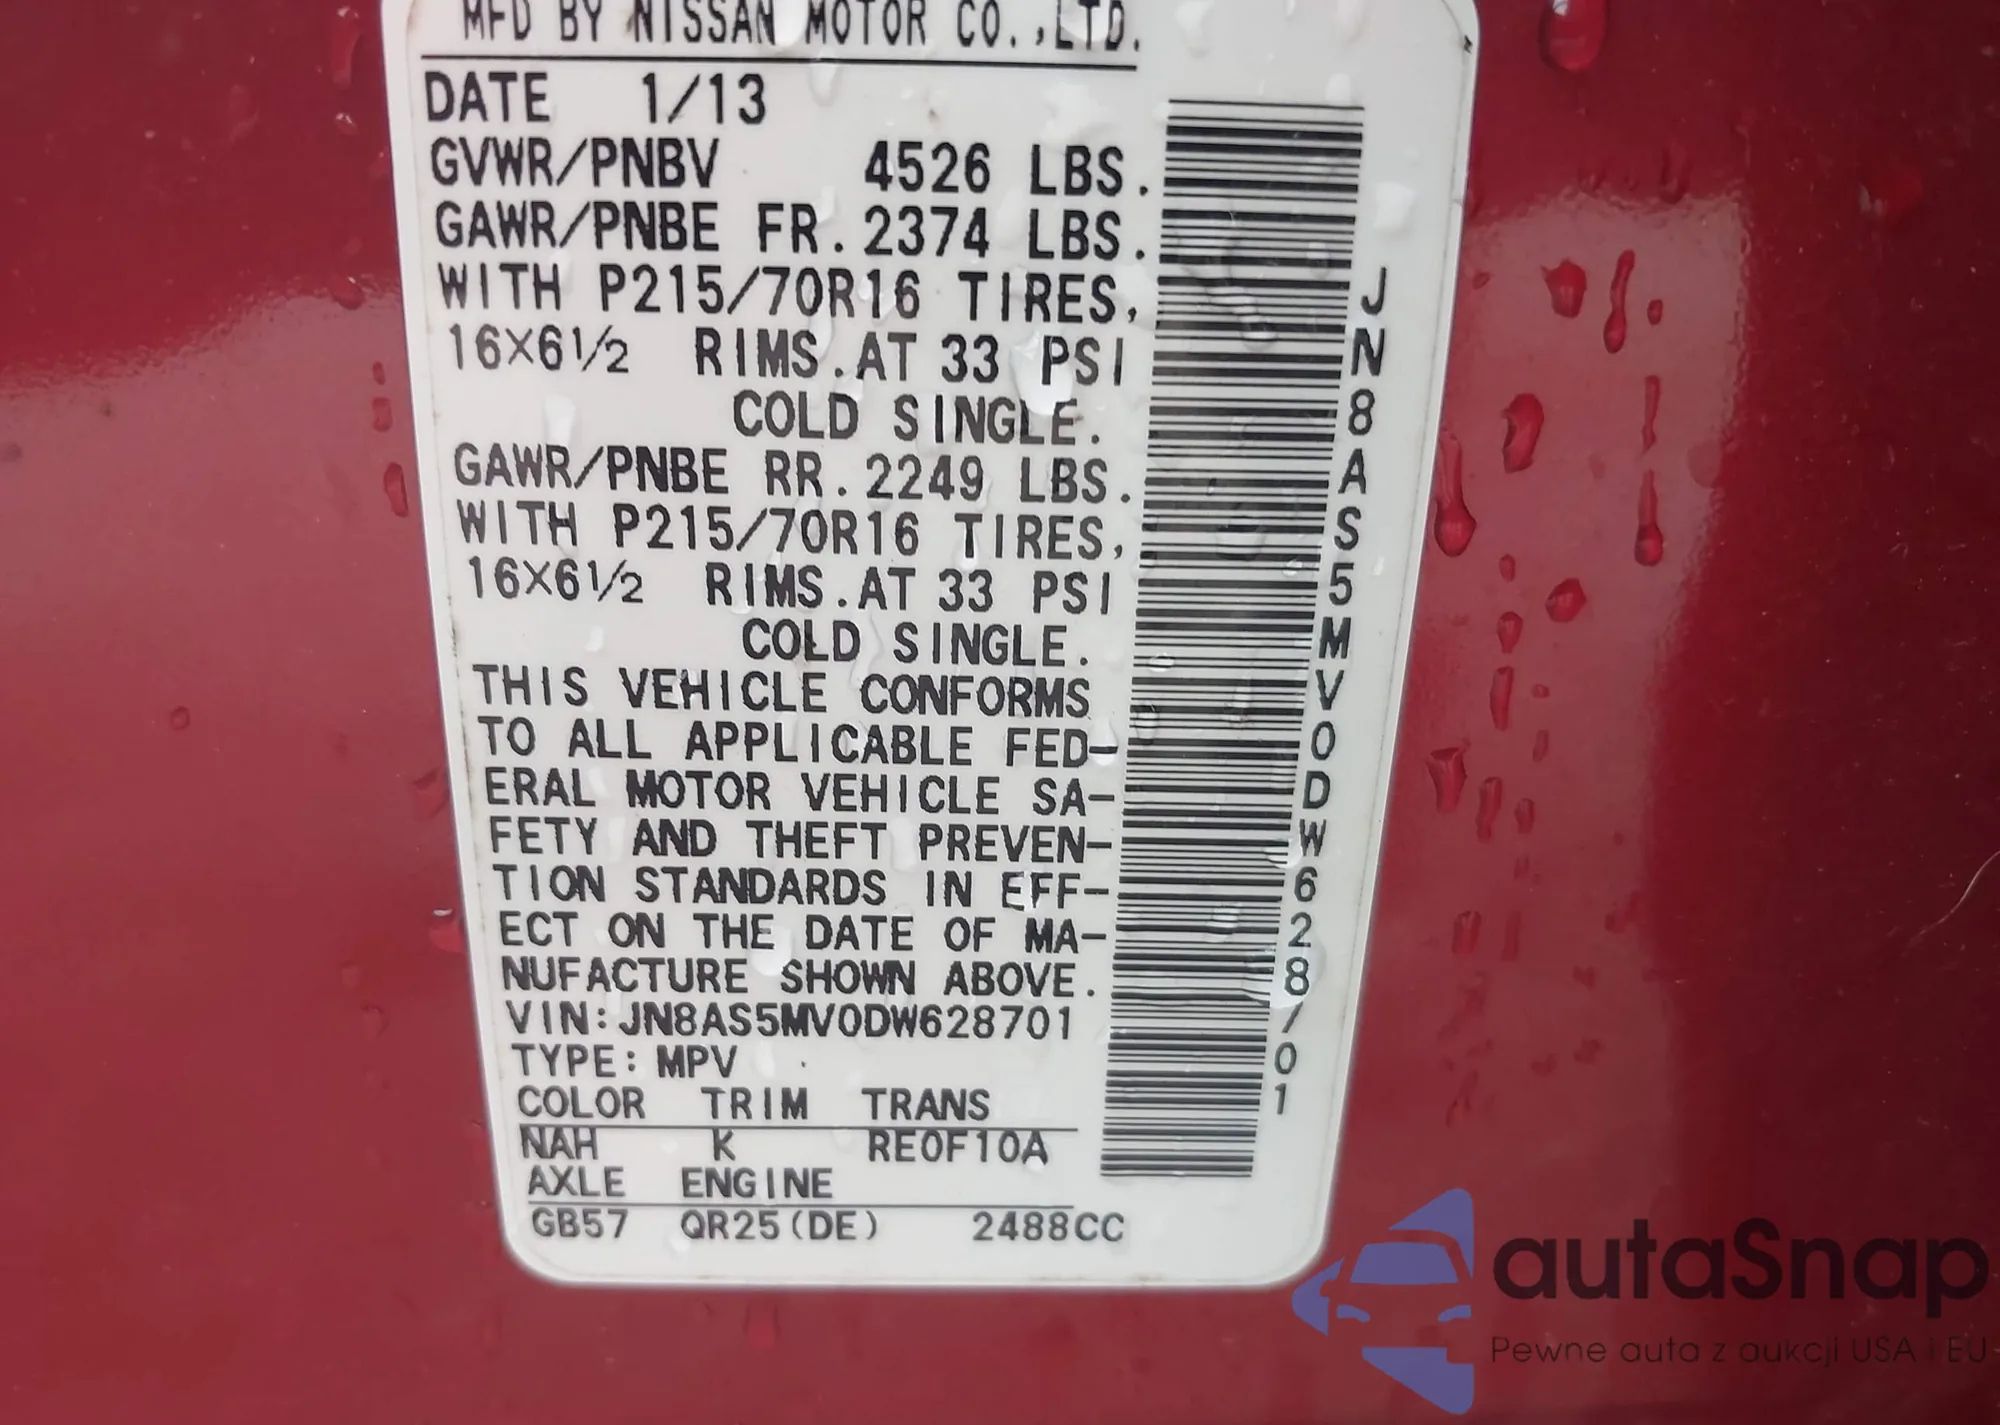 MFD BY NISSAN MOTOR CO.,LTD.
DATE 1/13
GVWR/PNBV 4526 LBS.
GAWR/PNBE FR. 2374 LBS.
WITH P215/70R16 TIRES,
16X6½ RIMS. AT 33 PSI
COLD SINGLE.
GAWR/PNBE RR. 2249 LBS.
WITH P215/70R16 TIRES,
16X6½ RIMS. AT 33 PSI
COLD SINGLE.
THIS VEHICLE CONFORMS
TO ALL APPLICABLE FED-
ERAL MOTOR VEHICLE SA-
FETY AND THEFT PREVEN-
TION STANDARDS IN EFF-
ECT ON THE DATE OF MA-
NUFACTURE SHOWN ABOVE.
VIN: JN8AS5MV0DW628701
TYPE: MPV
COLOR TRIM TRANS
NAH K RE0F10A
AXLE ENGINE
GB57 QR25(DE) 2488CC
JN8AS5MV0DW628701
autaSnap
Pewne auta z aukcji USA i EU